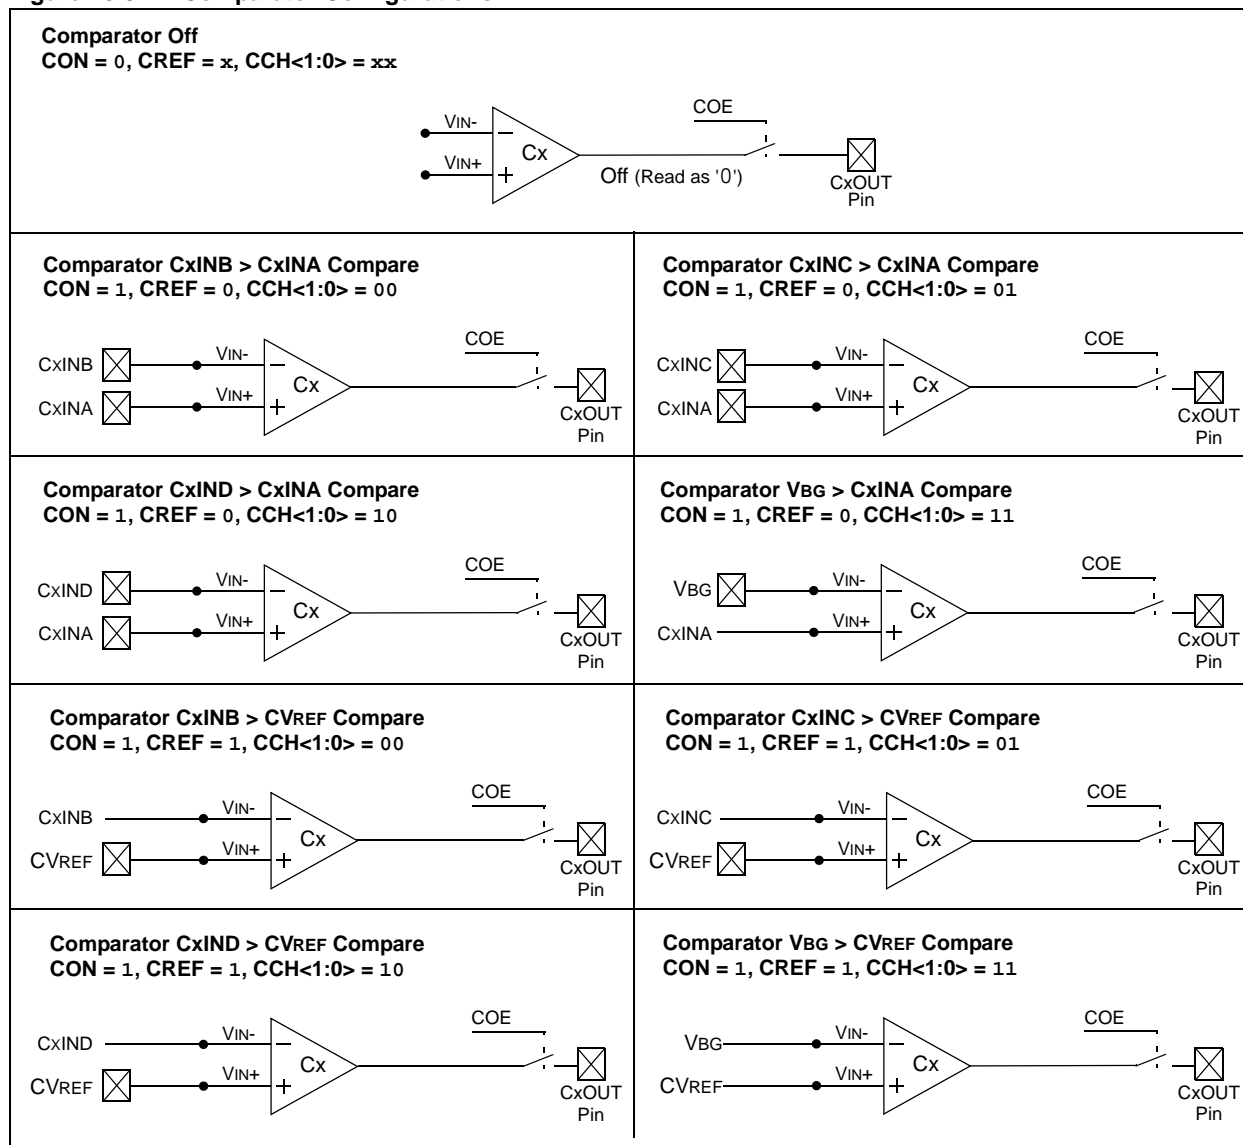 Comparator Off
CON = 0, CREF = x, CCH<1:0> = xx
COE
VIN-
Cx
VIN+
Off (Read as '0')
CxOUT
Pin
Comparator CxINB > CxINA Compare
CON = 1, CREF = 0, CCH<1:0> = 00
COE
CxINB
VIN-
Cx
CxINA
VIN+
CxOUT
Pin
Comparator CxINC > CxINA Compare
CON = 1, CREF = 0, CCH<1:0> = 01
COE
CxINC
VIN-
Cx
CxINA
VIN+
CxOUT
Pin
Comparator CxIND > CxINA Compare
CON = 1, CREF = 0, CCH<1:0> = 10
COE
CxIND
VIN-
Cx
CxINA
VIN+
CxOUT
Pin
Comparator VBG > CxINA Compare
CON = 1, CREF = 0, CCH<1:0> = 11
COE
VBG
VIN-
Cx
CxINA
VIN+
CxOUT
Pin
Comparator CxINB > CVREF Compare
CON = 1, CREF = 1, CCH<1:0> = 00
COE
CxINB
VIN-
Cx
CVREF
VIN+
CxOUT
Pin
Comparator CxINC > CVREF Compare
CON = 1, CREF = 1, CCH<1:0> = 01
COE
CxINC
VIN-
Cx
CVREF
VIN+
CxOUT
Pin
Comparator CxIND > CVREF Compare
CON = 1, CREF = 1, CCH<1:0> = 10
COE
CxIND
VIN-
Cx
CVREF
VIN+
CxOUT
Pin
Comparator VBG > CVREF Compare
CON = 1, CREF = 1, CCH<1:0> = 11
COE
VBG
VIN-
Cx
CVREF
VIN+
CxOUT
Pin